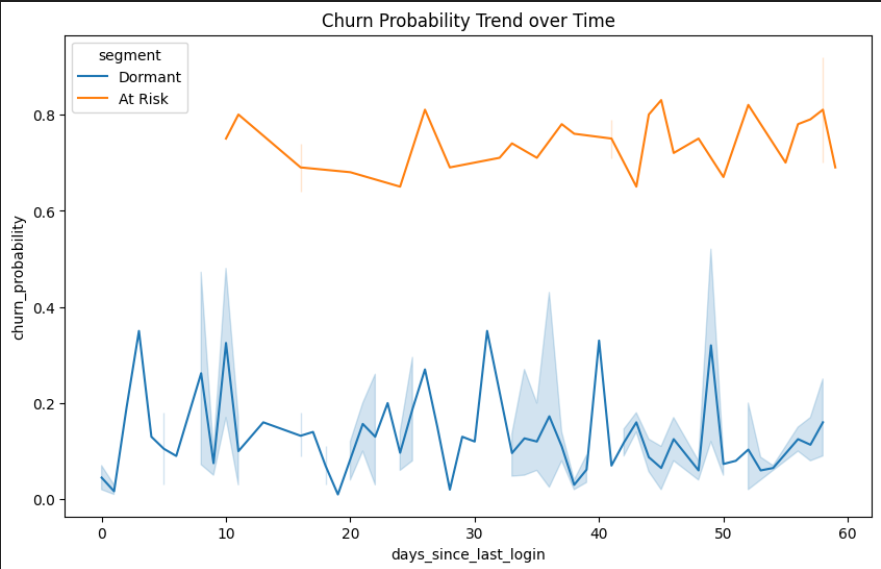 Churn Probability Trend over Time
segment
Dormant
At Risk
churn_probability
0.8
0.6
0.4
0.2
0.0
0 10 20 30 40 50 60
days_since_last_login